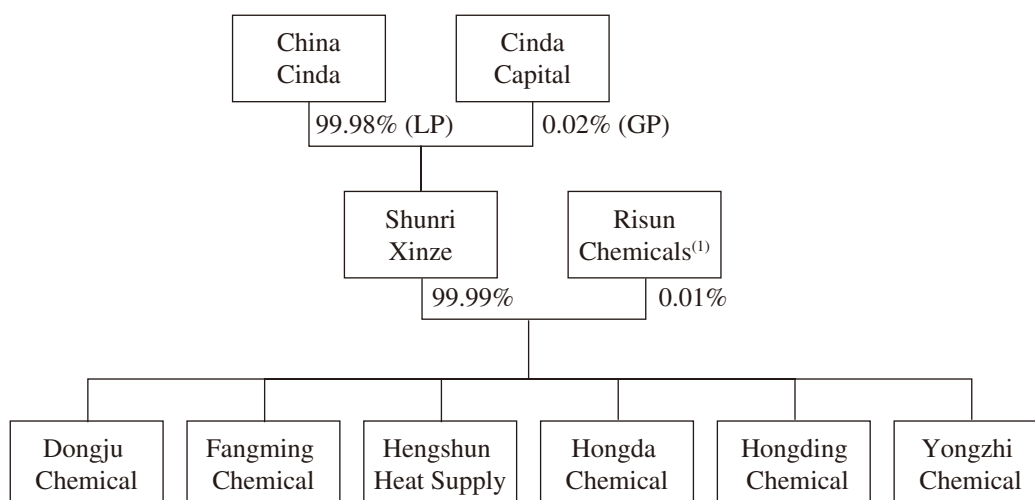 China
Cinda
Cinda
Capital
99.98% (LP)
0.02% (GP)
Shunri
Xinze
Risun
Chemicals(1)
99.99%
0.01%
Dongju
Chemical
Fangming
Chemical
Hengshun
Heat Supply
Hongda
Chemical
Hongding
Chemical
Yongzhi
Chemical